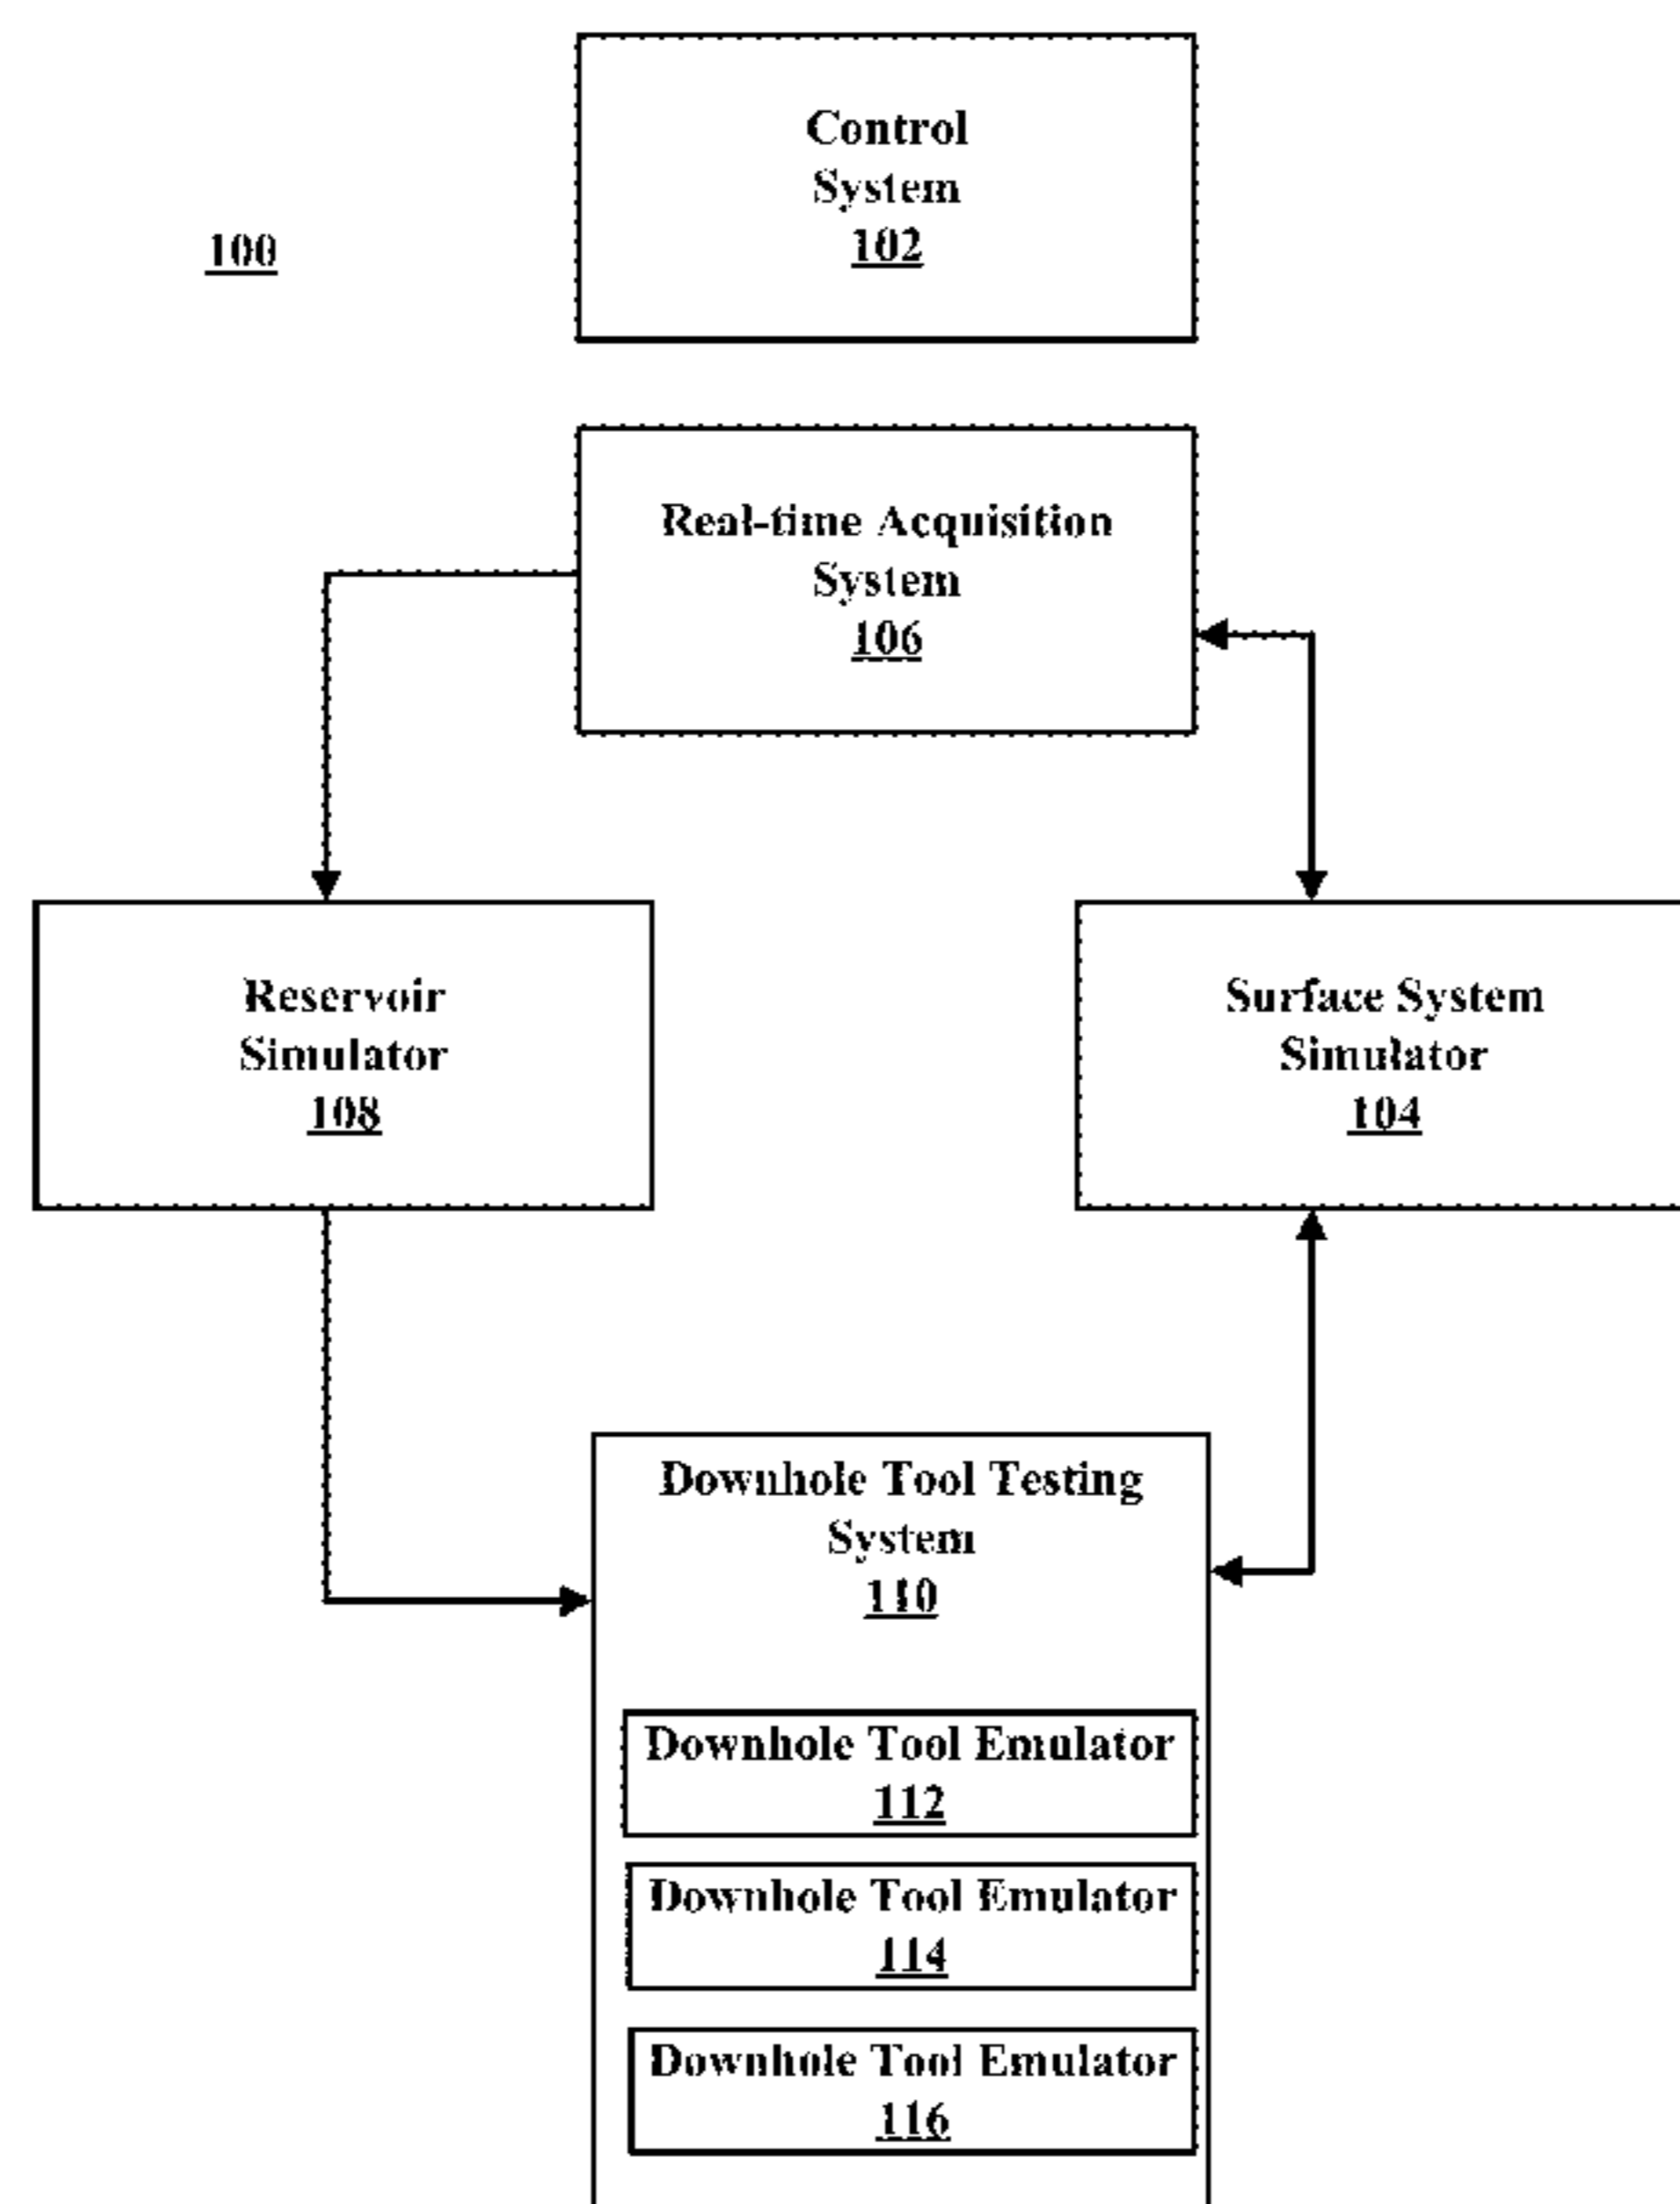 Control
System
102
100
Real-time Acquisition
System
106
Reservoir
Simulator
108
Surface System
Simulator
104
Downhole Tool Testing
System
110
Downhole Tool Emulator
112
Downhole Tool Emulator
114
Downhole Tool Emulator
116